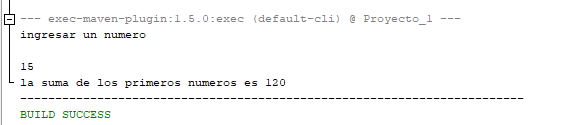 --- exec-maven-plugin:1.5.0:exec (default-cli) @ Proyecto_1 ---
ingresar un numero
15
la suma de los primeros numeros es 120
------------------------------------------------------------------------
BUILD SUCCESS